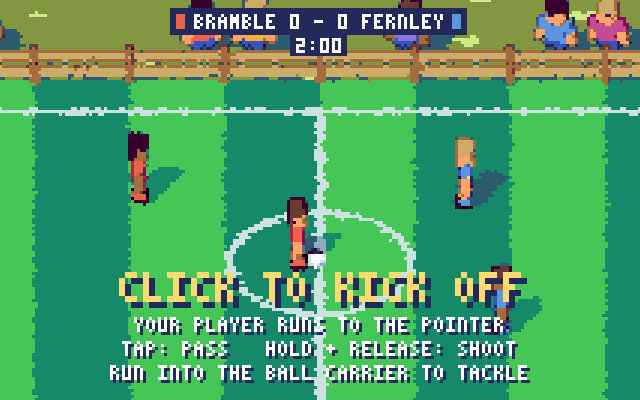 BRAMBLE 0 - 0 FERNLEY
2:00
CLICK TO KICK OFF
YOUR PLAYER RUNS TO THE POINTER.
TAP: PASS   HOLD + RELEASE: SHOOT
RUN INTO THE BALL CARRIER TO TACKLE